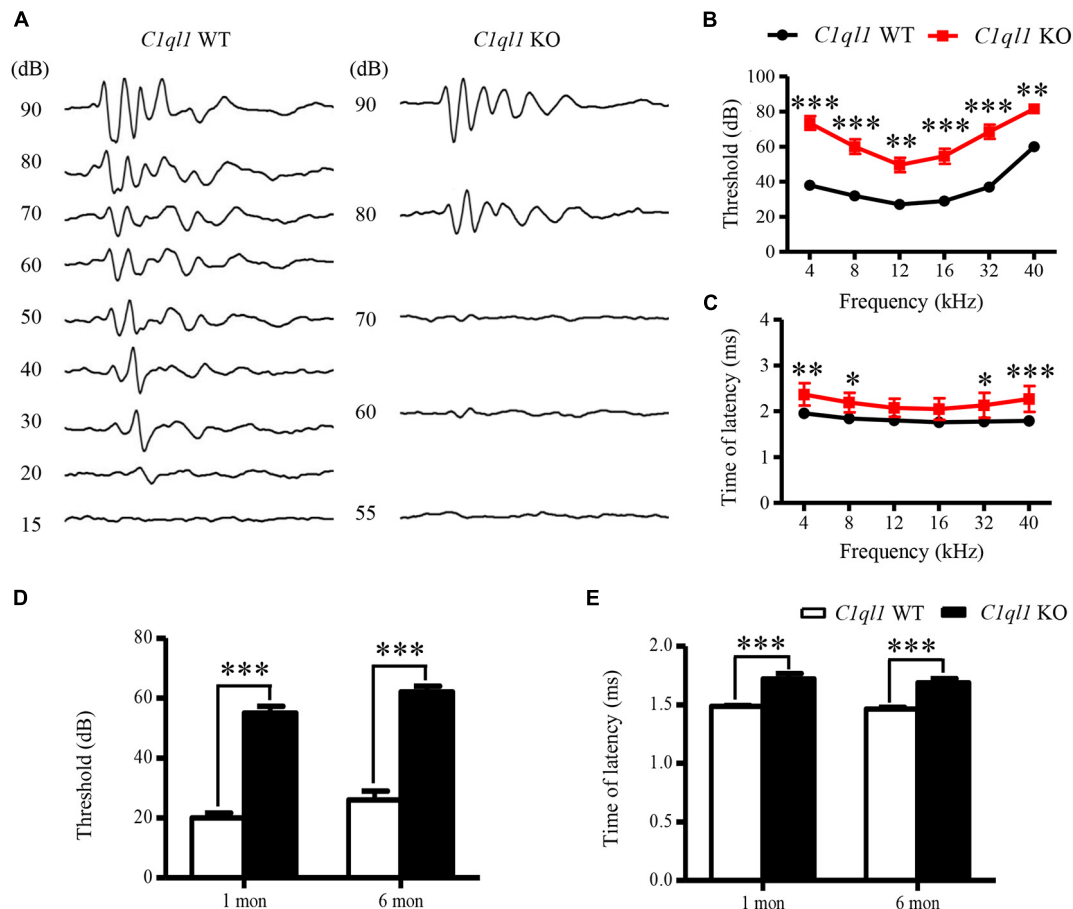 A
C1ql1 WT
C1ql1 KO
(dB)
(dB)
90
80
70
60
50
40
30
20
15
90
80
70
60
55
B
C1ql1 WT
C1ql1 KO
Threshold (dB)
100
80
60
40
20
0
***
***
**
***
***
**
4
8
12
16
32
40
Frequency (kHz)
C
Time of latency (ms)
4
3
2
1
0
**
*
*
***
4
8
12
16
32
40
Frequency (kHz)
D
Threshold (dB)
80
60
40
20
0
***
***
1 mon
6 mon
E
C1ql1 WT
C1ql1 KO
Time of latency (ms)
2.0
1.5
1.0
0.5
0.0
***
***
1 mon
6 mon